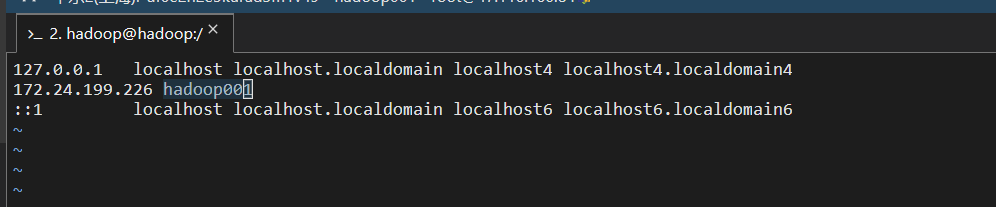 >_ 2. hadoop@hadoop:/ ×
127.0.0.1 localhost localhost.localdomain localhost4 localhost4.localdomain4
172.24.199.226 hadoop001
::1 localhost localhost.localdomain localhost6 localhost6.localdomain6
~
~
~
~